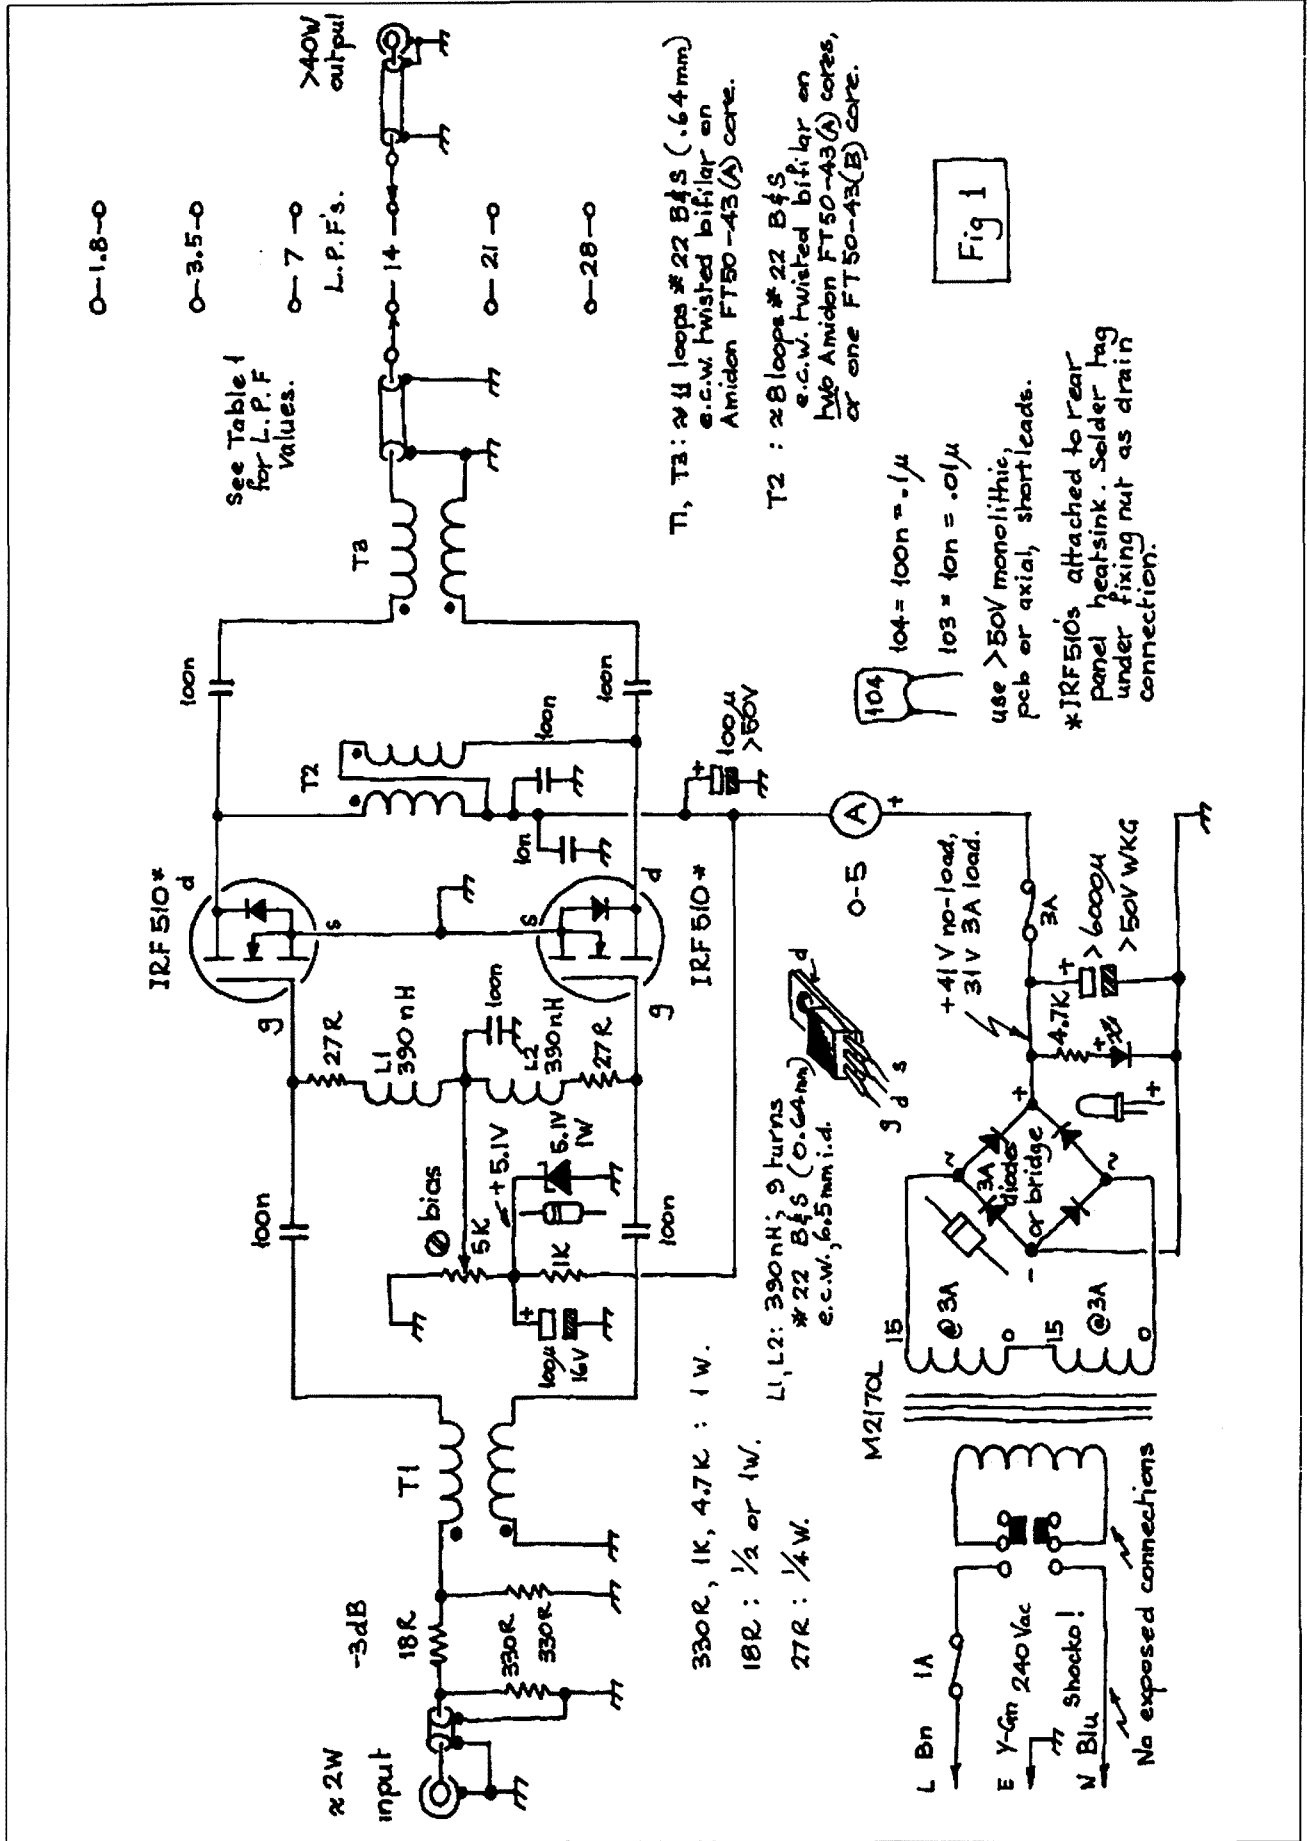 ≈2W
input
-3dB
18R
330R
330R
T1
100n
100n
IRF510*
d
g
s
27R
L1
390nH
100n
L2
390nH
27R
g
s
d
IRF510*
bias
5K
+5.1V
5.1V
1W
1K
+
100µ
16V
T2
10n
100n
100n
100n
+
100µ
>50V
T3
See Table 1
for L.P.F
values.
O-1.8-O
O-3.5-O
O-7-O
L.P.F's.
14
O-21-O
O-28-O
>40W
output
330R, 1K, 4.7K : 1W.
18R : 1/2 or 1W.
27R : 1/4W.
L1, L2: 390nH; 9 turns
#22 B&S (0.64mm)
e.c.w., 6.5mm i.d.
g
d
s
d
T1, T3: ≈11 loops #22 B&S (.64mm)
e.c.w. twisted bifilar on
Amidon FT50-43(A) core.
T2 : ≈8 loops #22 B&S
e.c.w. twisted bifilar on
two Amidon FT50-43(A) cores,
or one FT50-43(B) core.
104
104 = 100n = .1µ
103 = 10n = .01µ
use >50V monolithic,
pcb or axial, short leads.
*IRF510's attached to rear
panel heatsink. Solder tag
under fixing nut as drain
connection.
Fig 1
L Bn
1A
E Y-Gn
240Vac
N Blu
Shocko!
No exposed connections
M2170L
15
@3A
15
@3A
~
3A
diodes
or bridge
~
+
-
+
4.7K
+
+
>6000µ
>50V WKG
+41V no-load,
31V 3A load.
3A
0-5
A
+